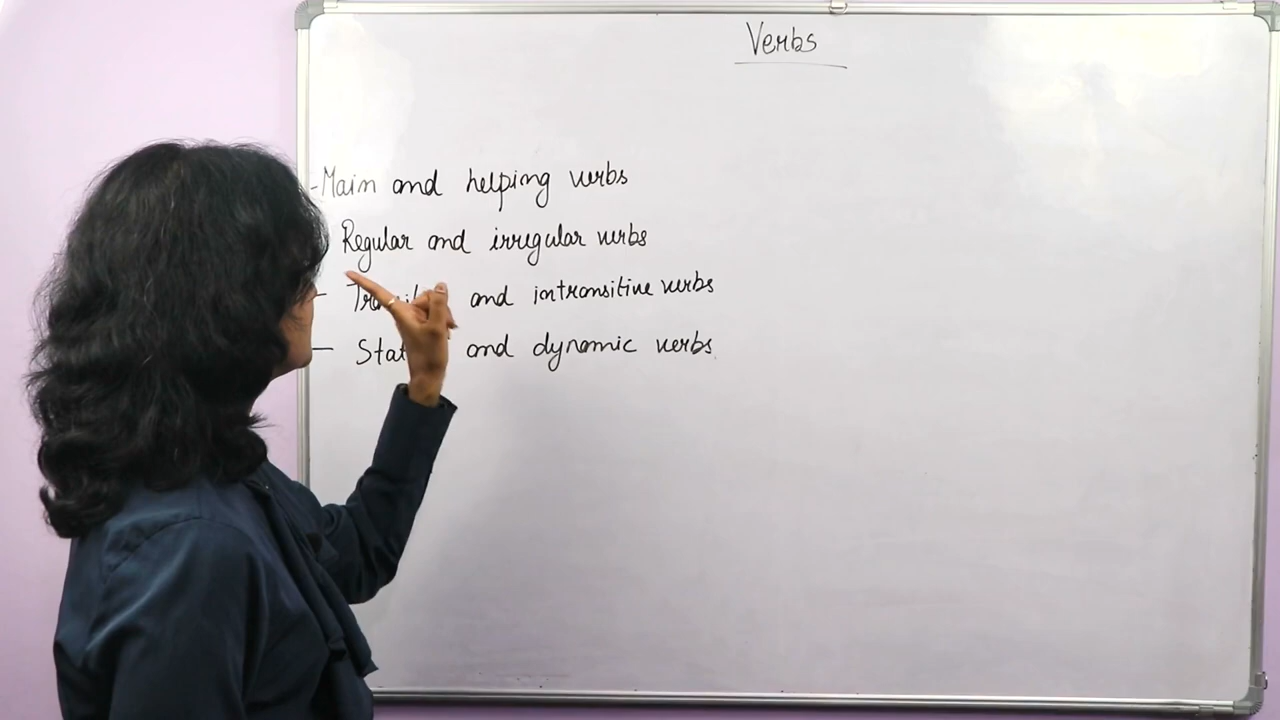 Verbs
-Main and helping verbs
Regular and irregular verbs
— and intransitive verbs
— and dynamic verbs